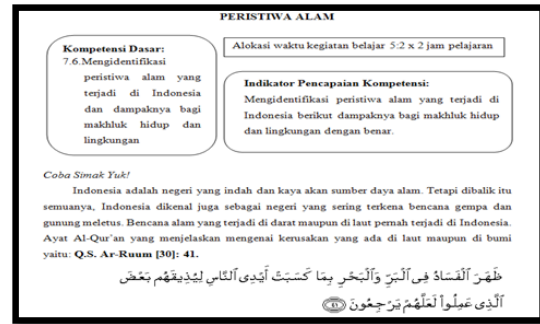 PERISTIWA ALAM
Kompetensi Dasar:
7.6.Mengidentifikasi
peristiwa alam yang
terjadi di Indonesia
dan dampaknya bagi
makhluk hidup dan
lingkungan
Alokasi waktu kegiatan belajar 5:2 x 2 jam pelajaran
Indikator Pencapaian Kompetensi:
Mengidentifikasi peristiwa alam yang terjadi di
Indonesia berikut dampaknya bagi makhluk hidup
dan lingkungan dengan benar.
Coba Simak Yuk!
Indonesia adalah negeri yang indah dan kaya akan sumber daya alam. Tetapi dibalik itu
semuanya, Indonesia dikenal juga sebagai negeri yang sering terkena bencana gempa dan
gunung meletus. Bencana alam yang terjadi di darat maupun di laut pernah terjadi di Indonesia.
Ayat Al-Qur'an yang menjelaskan mengenai kerusakan yang ada di laut maupun di bumi
yaitu: Q.S. Ar-Ruum [30]: 41.
ظَهَرَ ٱلْفَسَادُ فِى ٱلْبَرِّ وَٱلْبَحْرِ بِمَا كَسَبَتْ أَيْدِى ٱلنَّاسِ لِيُذِيقَهُم بَعْضَ
ٱلَّذِى عَمِلُوا۟ لَعَلَّهُمْ يَرْجِعُونَ ۝٤١